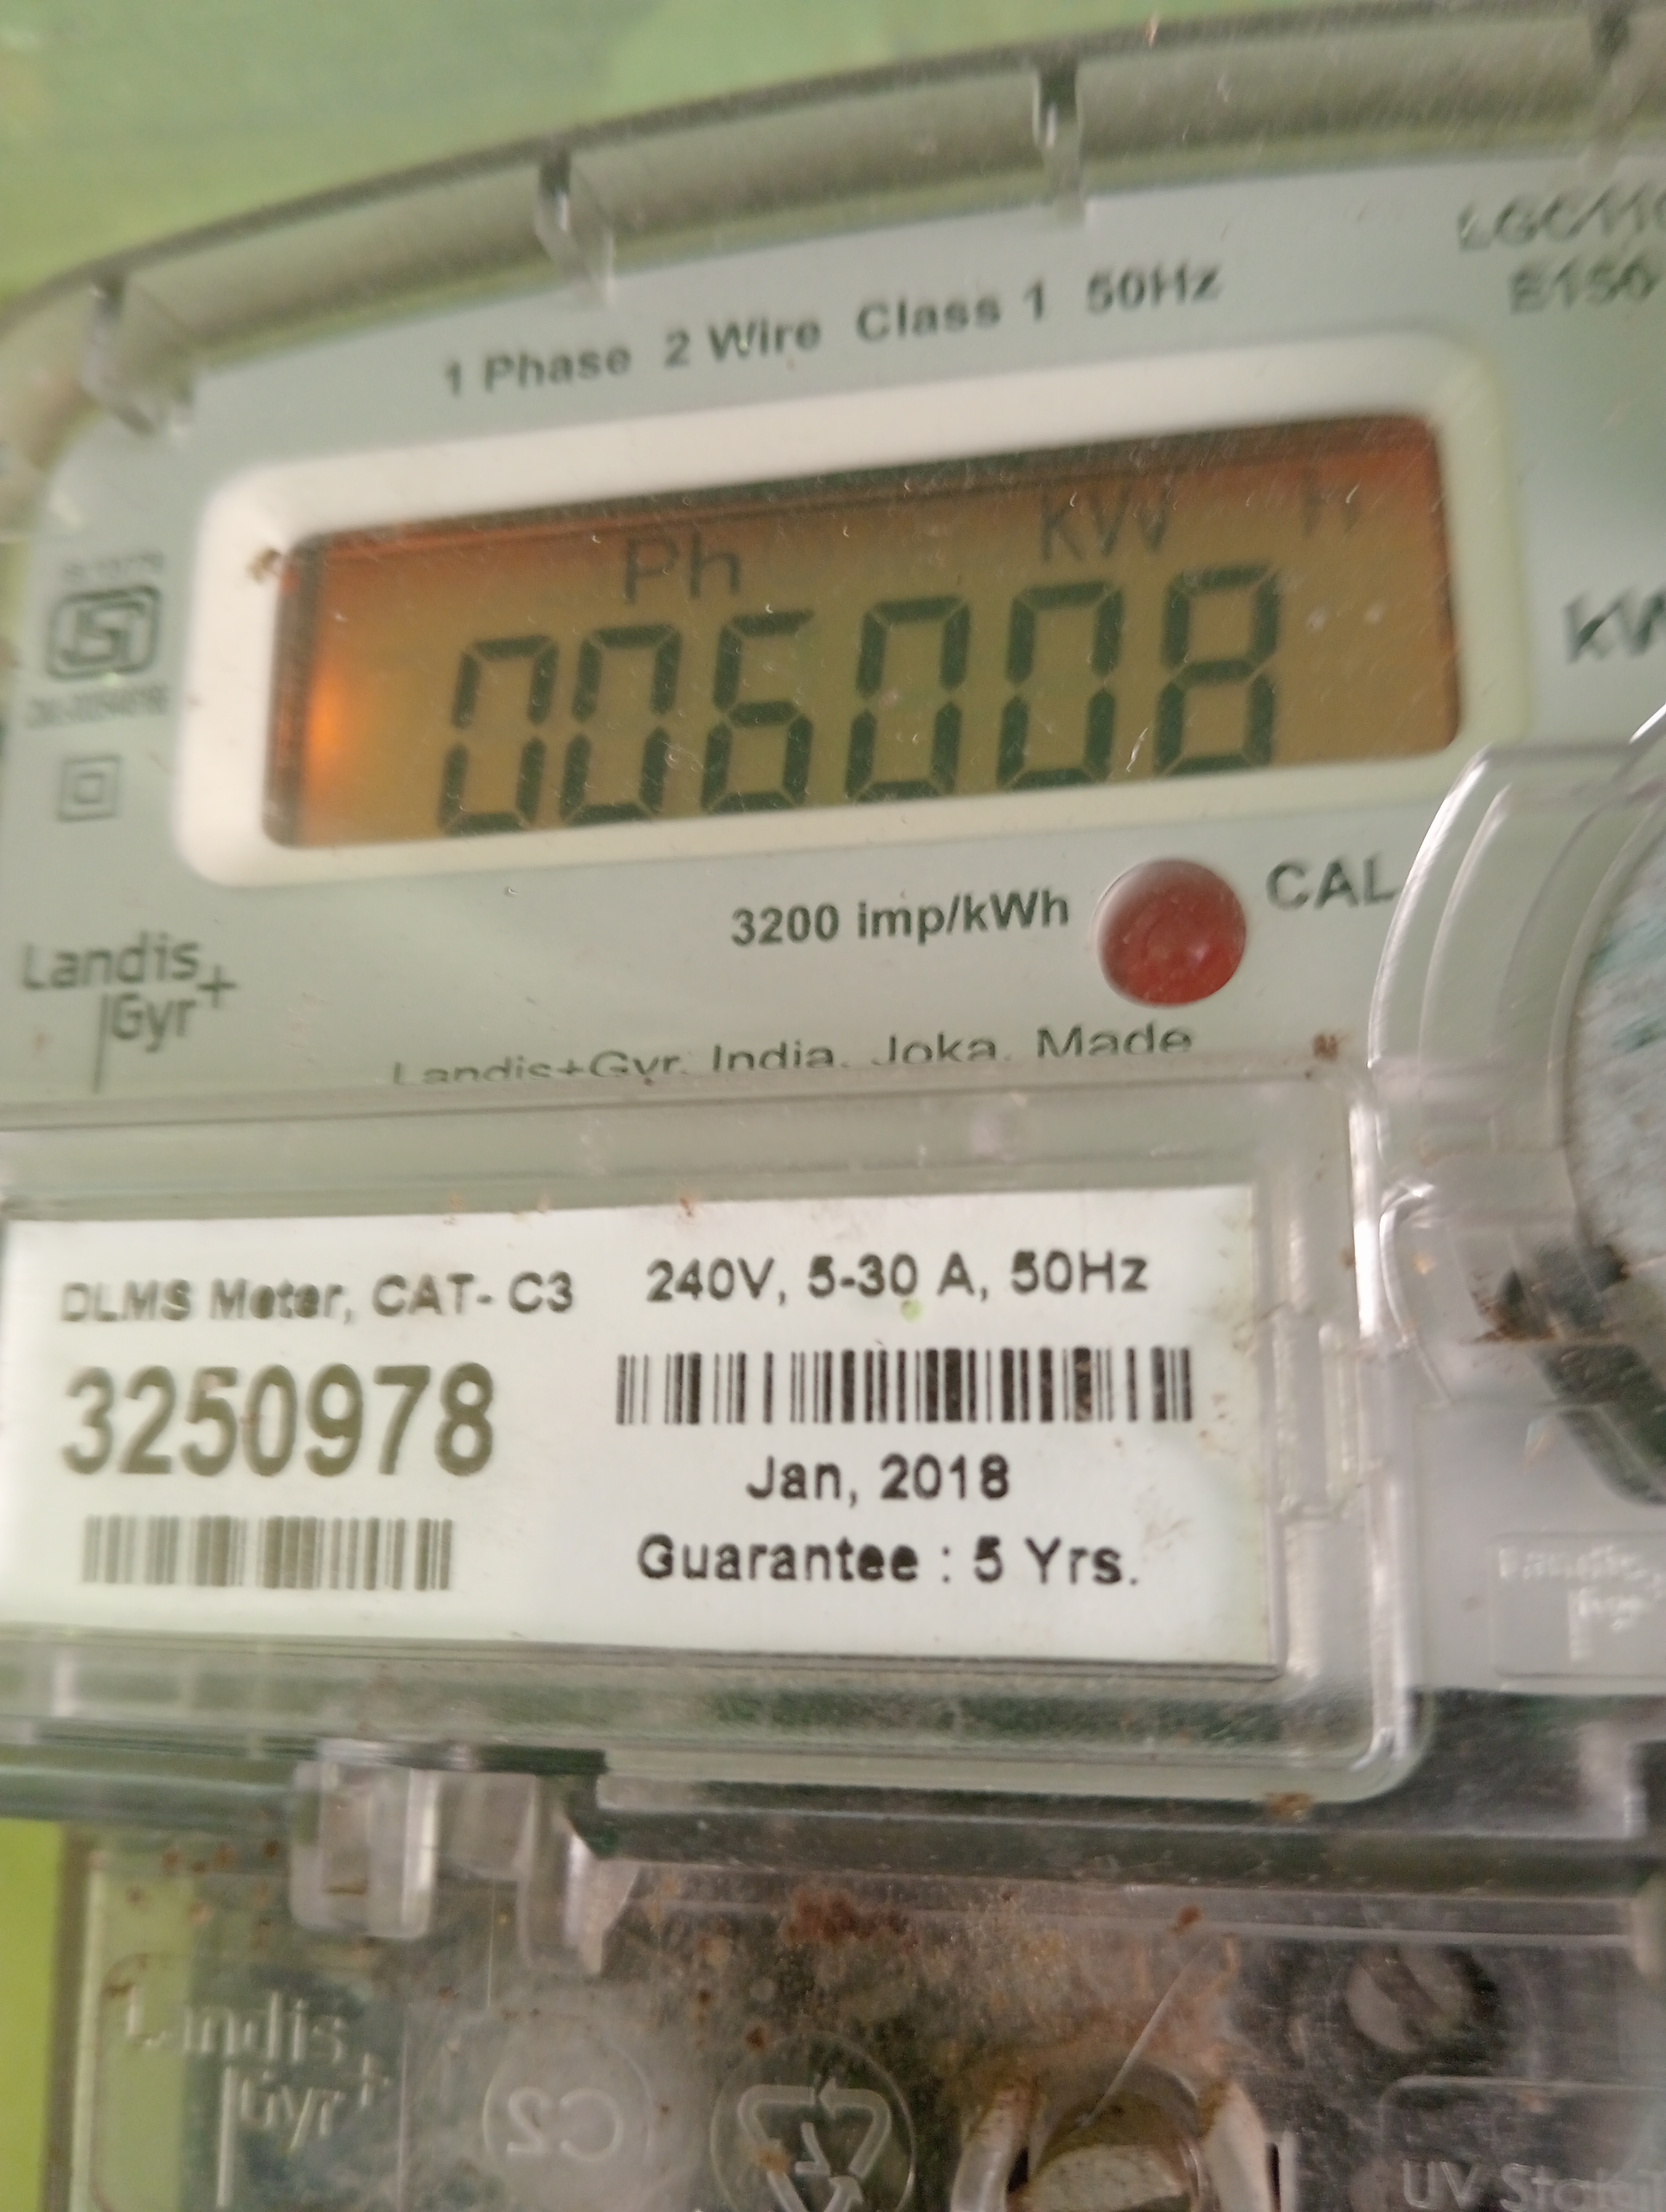 E150
1 Phase 2 Wire Class 1 50Hz
Ph kW h
006008
3200 imp/kWh CAL
Landis
Gyr+
Landis+Gyr, India, Joka, Made
DLMS Meter, CAT- C3
240V, 5-30 A, 50Hz
3250978
Jan, 2018
Guarantee : 5 Yrs.
Landis
Gyr+
C2
7